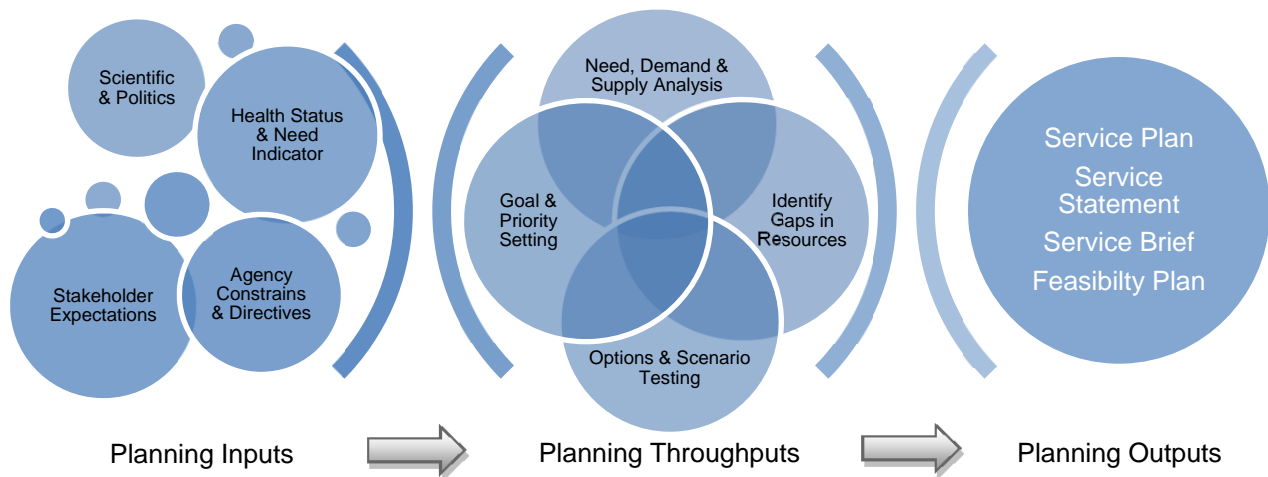 Scientific
& Politics
Health Status
& Need
Indicator
Stakeholder
Expectations
Agency
Constrains
& Directives
Need, Demand &
Supply Analysis
Goal &
Priority
Setting
Identify
Gaps in
Resources
Options & Scenario
Testing
Service Plan
Service
Statement
Service Brief
Feasibilty Plan
Planning Inputs
Planning Throughputs
Planning Outputs